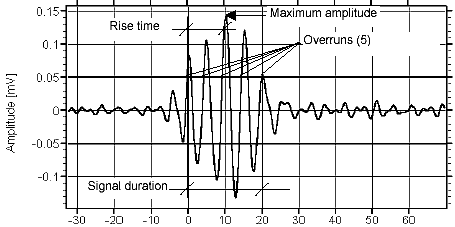 0.15
Maximum amplitude
Rise time
0.1
Overruns (5)
0.05
Amplitude [mV]
0
-0.05
-0.1
Signal duration
-30 -20 -10 0 10 20 30 40 50 60